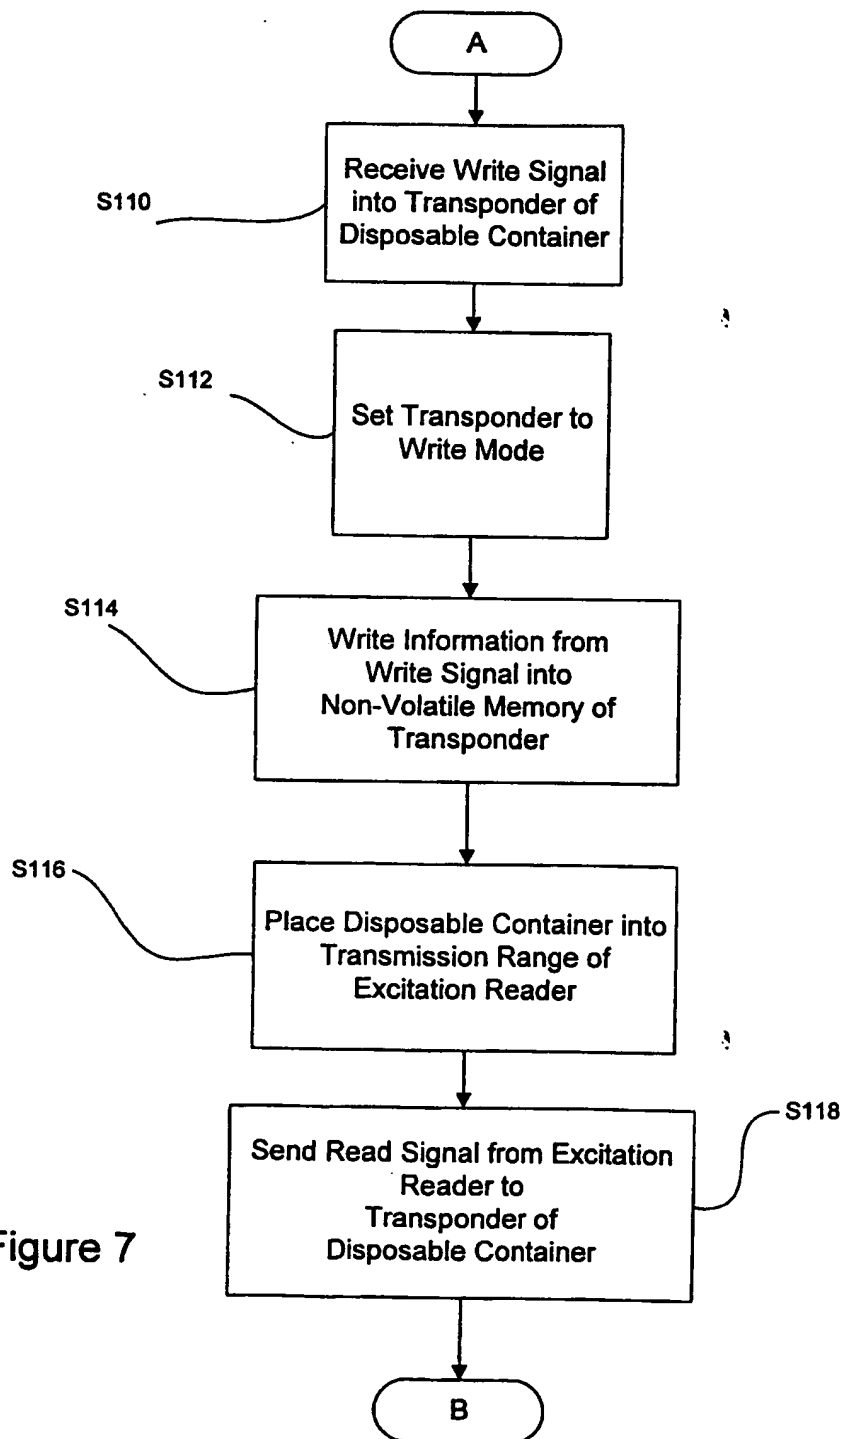 A
S110
Receive Write Signal
into Transponder of
Disposable Container
S112
Set Transponder to
Write Mode
S114
Write Information from
Write Signal into
Non-Volatile Memory of
Transponder
S116
Place Disposable Container into
Transmission Range of
Excitation Reader
S118
Send Read Signal from Excitation
Reader to
Transponder of
Disposable Container
Figure 7
B